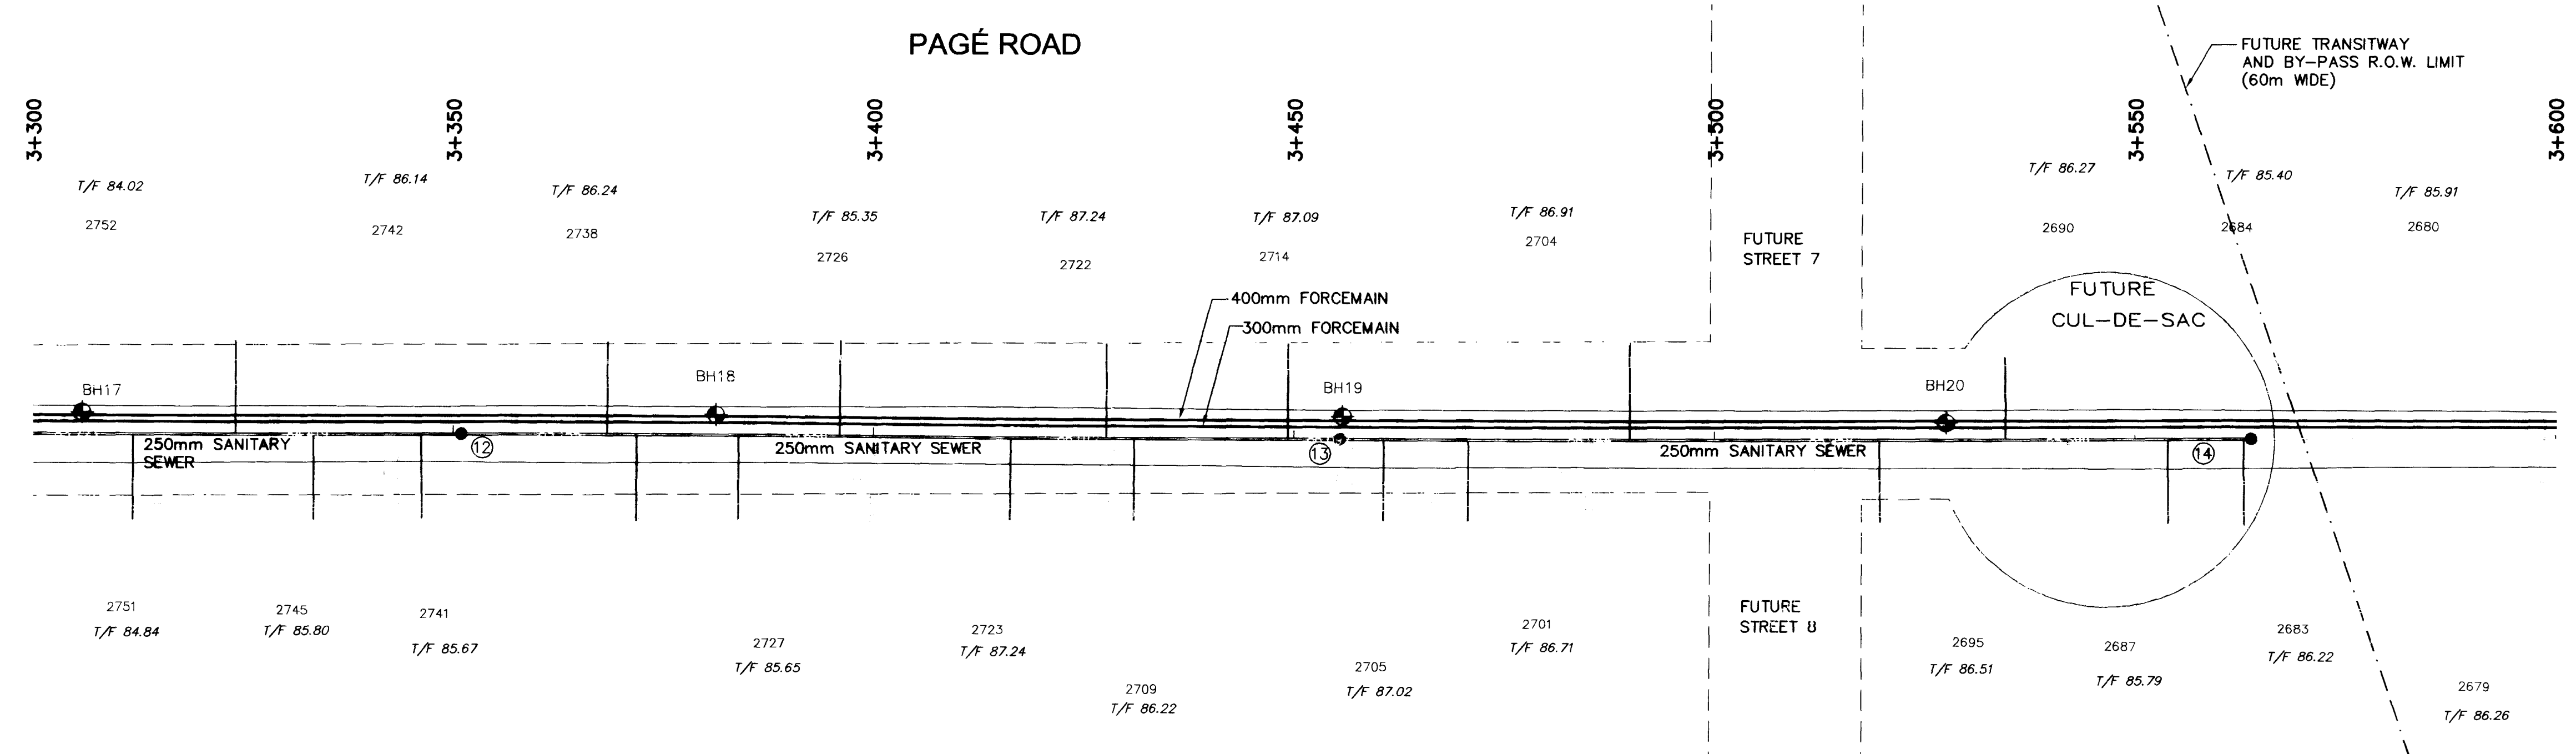 PAGÉ ROAD
FUTURE TRANSITWAY
AND BY-PASS R.O.W. LIMIT
(60m WIDE)
3+300
3+350
3+400
3+450
3+500
3+550
3+600
T/F 84.02
T/F 86.14
T/F 86.24
T/F 85.35
T/F 87.24
T/F 87.09
T/F 86.91
T/F 86.27
T/F 85.40
T/F 85.91
2752
2742
2738
2726
2722
2714
2704
2690
2684
2680
FUTURE
STREET 7
400mm FORCEMAIN
300mm FORCEMAIN
FUTURE
CUL-DE-SAC
BH17
BH18
BH19
BH20
250mm SANITARY
SEWER
12
250mm SANITARY SEWER
13
250mm SANITARY SEWER
14
2751
T/F 84.84
2745
T/F 85.80
2741
T/F 85.67
2727
T/F 85.65
2723
T/F 87.24
2709
T/F 86.22
2705
T/F 87.02
2701
T/F 86.71
FUTURE
STREET 8
2695
T/F 86.51
2687
T/F 85.79
2683
T/F 86.22
2679
T/F 86.26